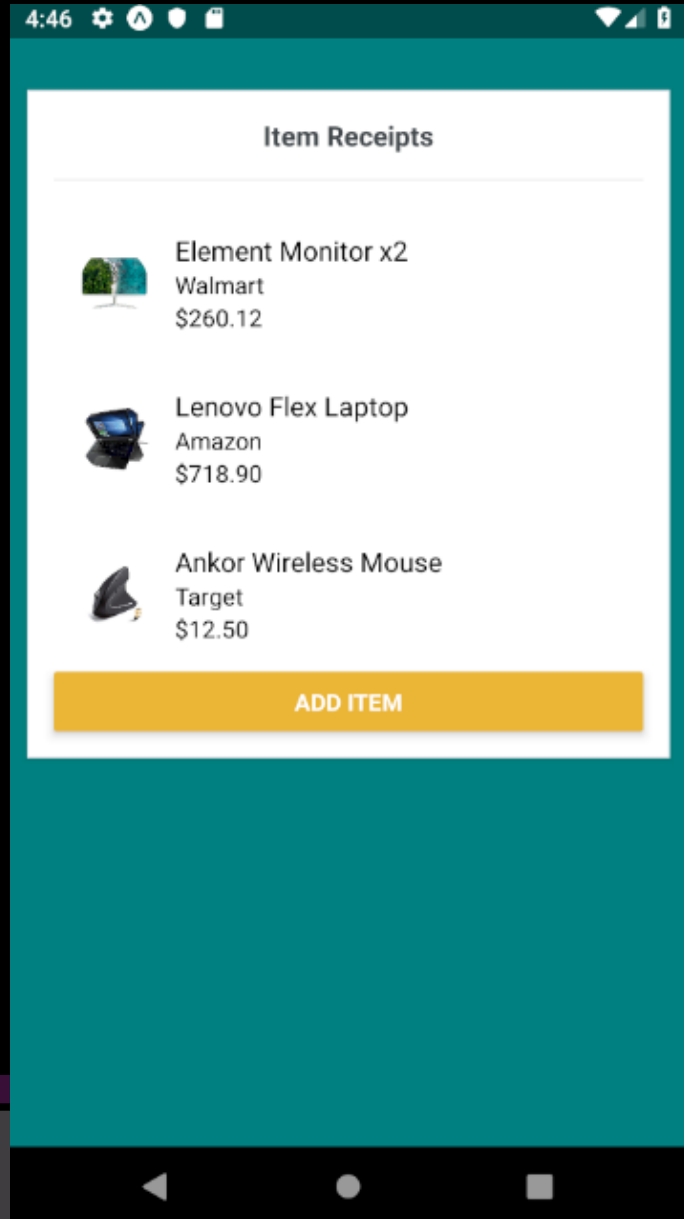 4:46
Item Receipts
Element Monitor x2
Walmart
$260.12
Lenovo Flex Laptop
Amazon
$718.90
Ankor Wireless Mouse
Target
$12.50
ADD ITEM